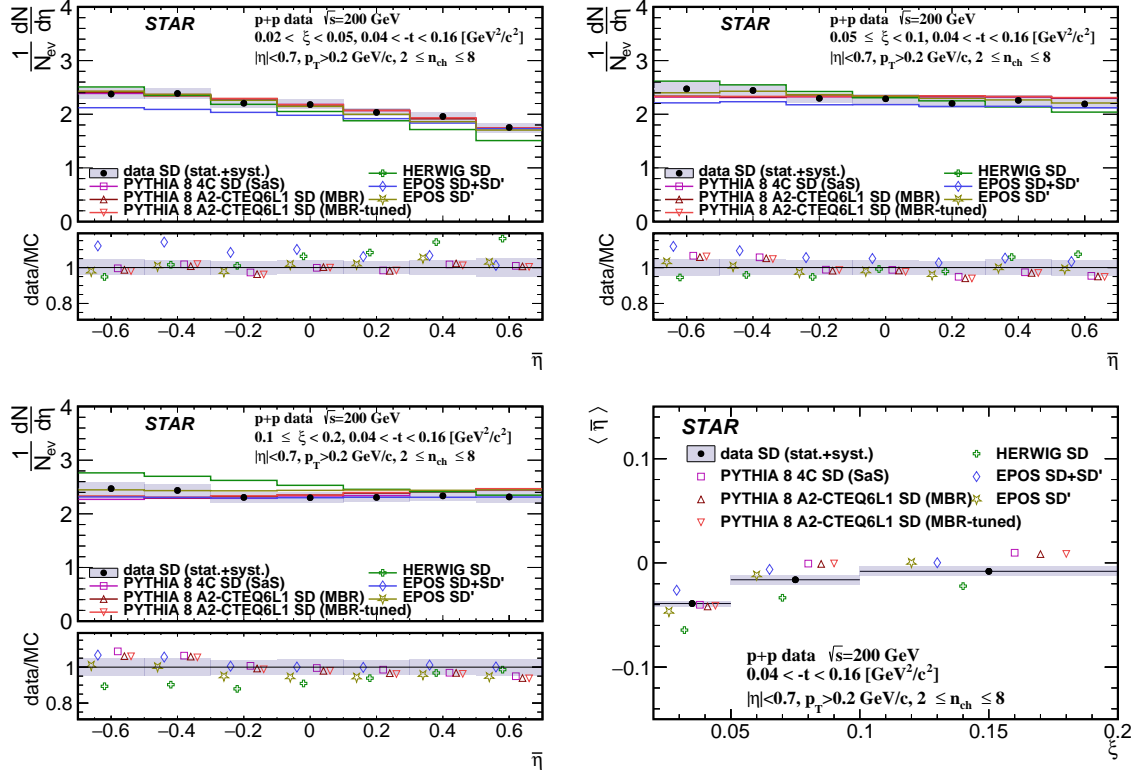 STAR
p+p data √s=200 GeV
0.02 < ξ < 0.05, 0.04 < -t < 0.16 [GeV²/c²]
|η|<0.7, p_T>0.2 GeV/c, 2 ≤ n_ch ≤ 8
1/N_ev dN/dη
4
3
2
1
0
data SD (stat.+syst.)
PYTHIA 8 4C SD (SaS)
PYTHIA 8 A2-CTEQ6L1 SD (MBR)
PYTHIA 8 A2-CTEQ6L1 SD (MBR-tuned)
HERWIG SD
EPOS SD+SD'
EPOS SD'
data/MC
1
0.8
−0.6 −0.4 −0.2 0 0.2 0.4 0.6
η̅
STAR
p+p data √s=200 GeV
0.05 ≤ ξ < 0.1, 0.04 < -t < 0.16 [GeV²/c²]
|η|<0.7, p_T>0.2 GeV/c, 2 ≤ n_ch ≤ 8
1/N_ev dN/dη
4
3
2
1
0
data SD (stat.+syst.)
PYTHIA 8 4C SD (SaS)
PYTHIA 8 A2-CTEQ6L1 SD (MBR)
PYTHIA 8 A2-CTEQ6L1 SD (MBR-tuned)
HERWIG SD
EPOS SD+SD'
EPOS SD'
data/MC
1
0.8
−0.6 −0.4 −0.2 0 0.2 0.4 0.6
η̅
STAR
p+p data √s=200 GeV
0.1 ≤ ξ < 0.2, 0.04 < -t < 0.16 [GeV²/c²]
|η|<0.7, p_T>0.2 GeV/c, 2 ≤ n_ch ≤ 8
1/N_ev dN/dη
4
3
2
1
0
data SD (stat.+syst.)
PYTHIA 8 4C SD (SaS)
PYTHIA 8 A2-CTEQ6L1 SD (MBR)
PYTHIA 8 A2-CTEQ6L1 SD (MBR-tuned)
HERWIG SD
EPOS SD+SD'
EPOS SD'
data/MC
1
0.8
−0.6 −0.4 −0.2 0 0.2 0.4 0.6
η̅
⟨ η̅ ⟩
STAR
data SD (stat.+syst.)
PYTHIA 8 4C SD (SaS)
PYTHIA 8 A2-CTEQ6L1 SD (MBR)
PYTHIA 8 A2-CTEQ6L1 SD (MBR-tuned)
HERWIG SD
EPOS SD+SD'
EPOS SD'
0.1
0
−0.1
p+p data √s=200 GeV
0.04 < -t < 0.16 [GeV²/c²]
|η|<0.7, p_T>0.2 GeV/c, 2 ≤ n_ch ≤ 8
0.05 0.1 0.15 0.2
ξ